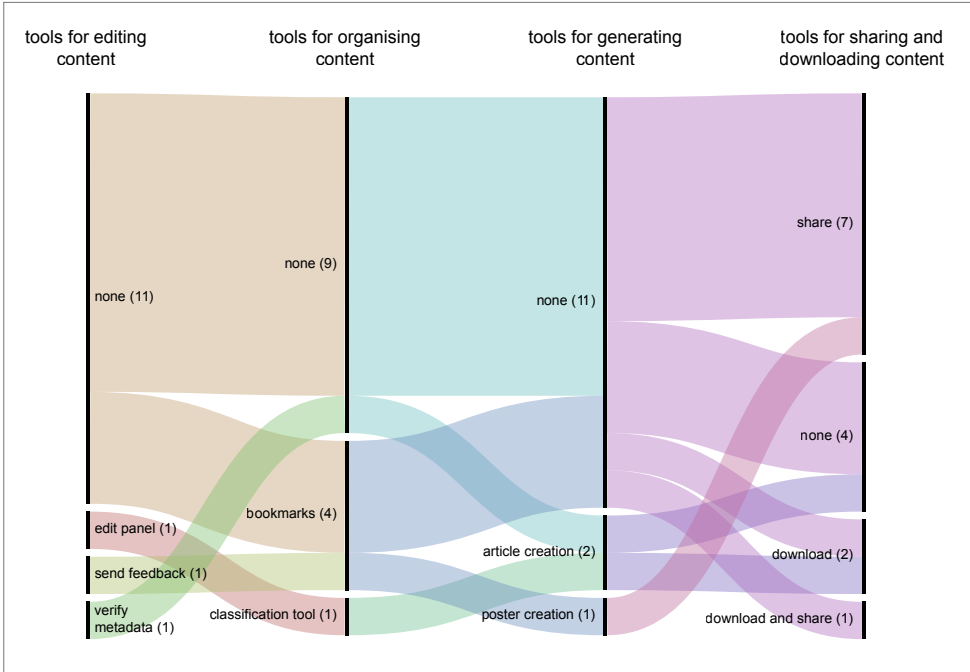 tools for editing
content
tools for organising
content
tools for generating
content
tools for sharing and
downloading content
none (11)
edit panel (1)
send feedback (1)
verify
metadata (1)
none (9)
bookmarks (4)
classification tool (1)
none (11)
article creation (2)
poster creation (1)
share (7)
none (4)
download (2)
download and share (1)